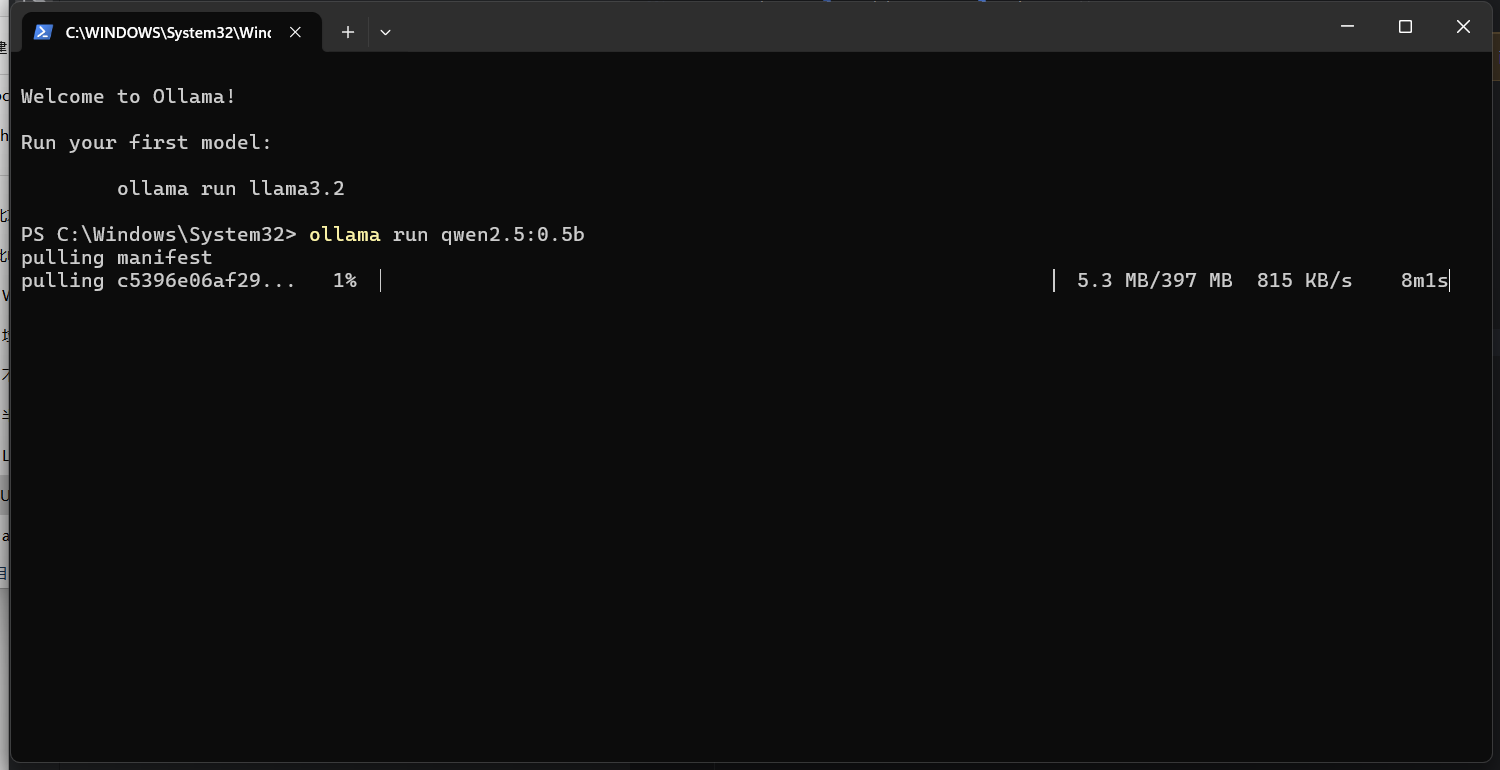 C:\WINDOWS\System32\Winc
Welcome to Ollama!
Run your first model:
ollama run llama3.2
PS C:\Windows\System32> ollama run qwen2.5:0.5b
pulling manifest
pulling c5396e06af29... 1% | | 5.3 MB/397 MB 815 KB/s 8m1s